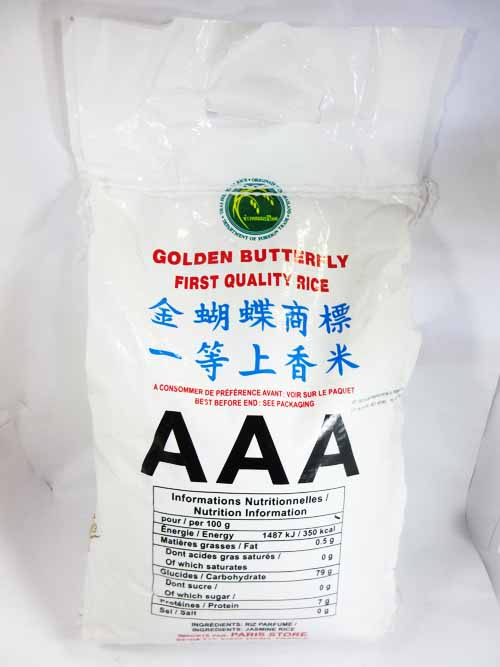 GOLDEN BUTTERFLY
FIRST QUALITY RICE
金蝴蝶商標
一等上香米
A CONSOMMER DE PRÉFÉRENCE AVANT: VOIR SUR LE PAQUET
BEST BEFORE END: SEE PACKAGING
AAA
Informations Nutritionnelles /
Nutrition Information
pour / per 100 g
Énergie / Energy 1487 kJ / 350 kcal
Matières grasses / Fat 0.5 g
Dont acides gras saturés /
Of which saturates 0 g
Glucides / Carbohydrate 79 g
Dont sucre /
Of which sugar / 0 g
Protéines / Protein 7 g
Sel / Salt 0 g
INGRÉDIENTS: RIZ PARFUMÉ /
INGREDIENTS: JASMINE RICE
PARIS STORE